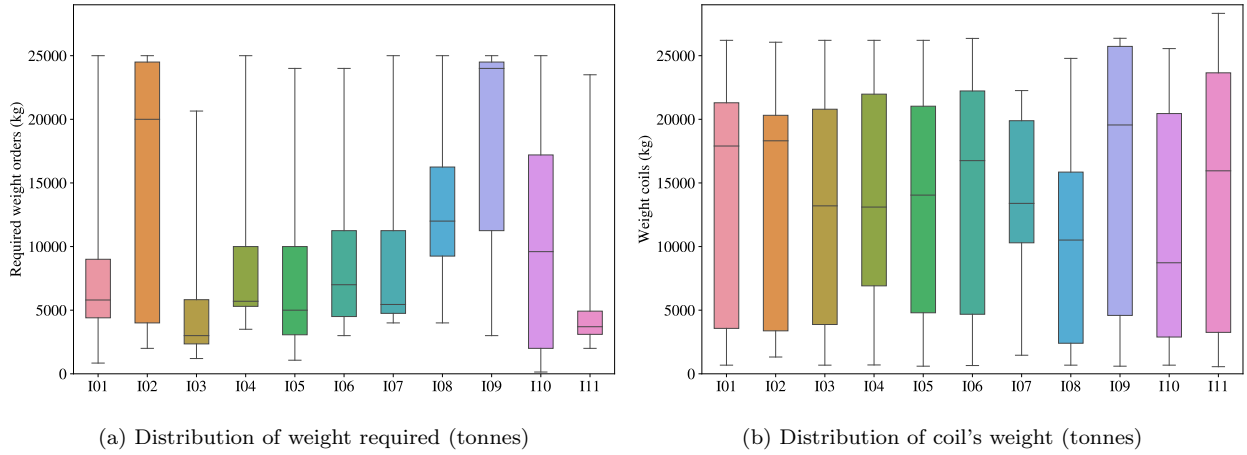 25000
20000
15000
10000
5000
0
Required weight orders (kg)
I01 I02 I03 I04 I05 I06 I07 I08 I09 I10 I11
(a) Distribution of weight required (tonnes)
25000
20000
15000
10000
5000
0
Weight coils (kg)
I01 I02 I03 I04 I05 I06 I07 I08 I09 I10 I11
(b) Distribution of coil's weight (tonnes)